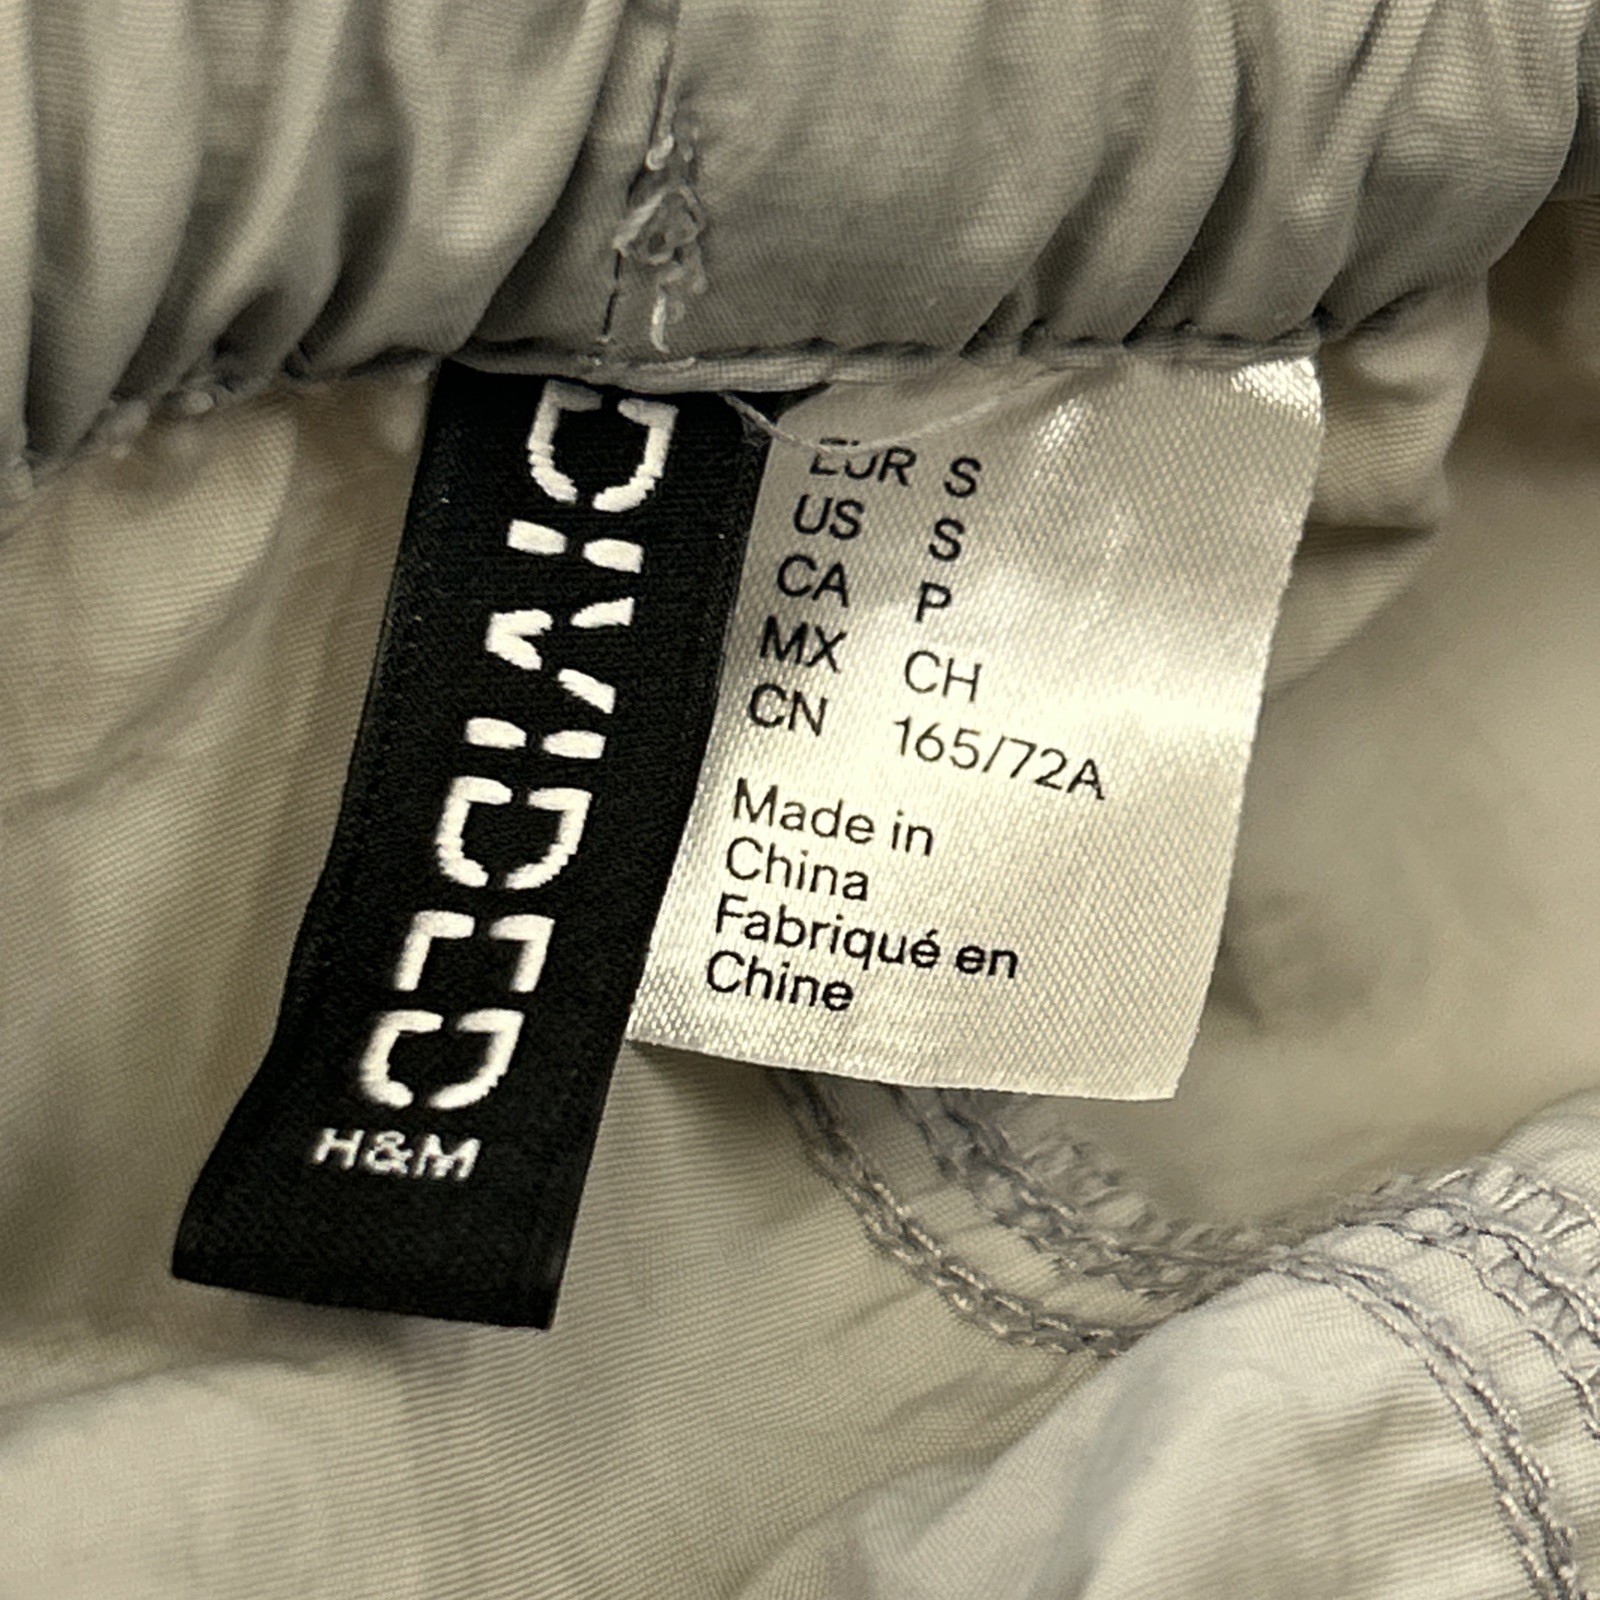 DIVIDED
H&M
EUR S
US S
CA P
MX CH
CN 165/72A
Made in
China
Fabriqué en
Chine